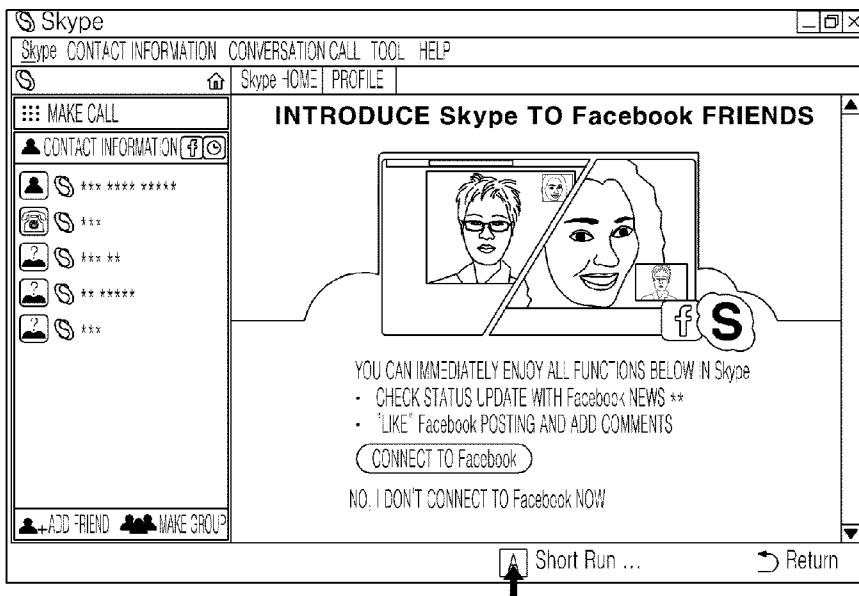 Skype
Skype CONTACT INFORMATION CONVERSATION CALL TOOL HELP
Skype HOME PROFILE
MAKE CALL
CONTACT INFORMATION f
*** **** *****
***
*** **
** *****
***
ADD FRIEND MAKE GROUP
INTRODUCE Skype TO Facebook FRIENDS
f S
YOU CAN IMMEDIATELY ENJOY ALL FUNCTIONS BELOW IN Skype
· CHECK STATUS UPDATE WITH Facebook NEWS **
· "LIKE" Facebook POSTING AND ADD COMMENTS
CONNECT TO Facebook
NO, I DON'T CONNECT TO Facebook NOW
A Short Run ... Return